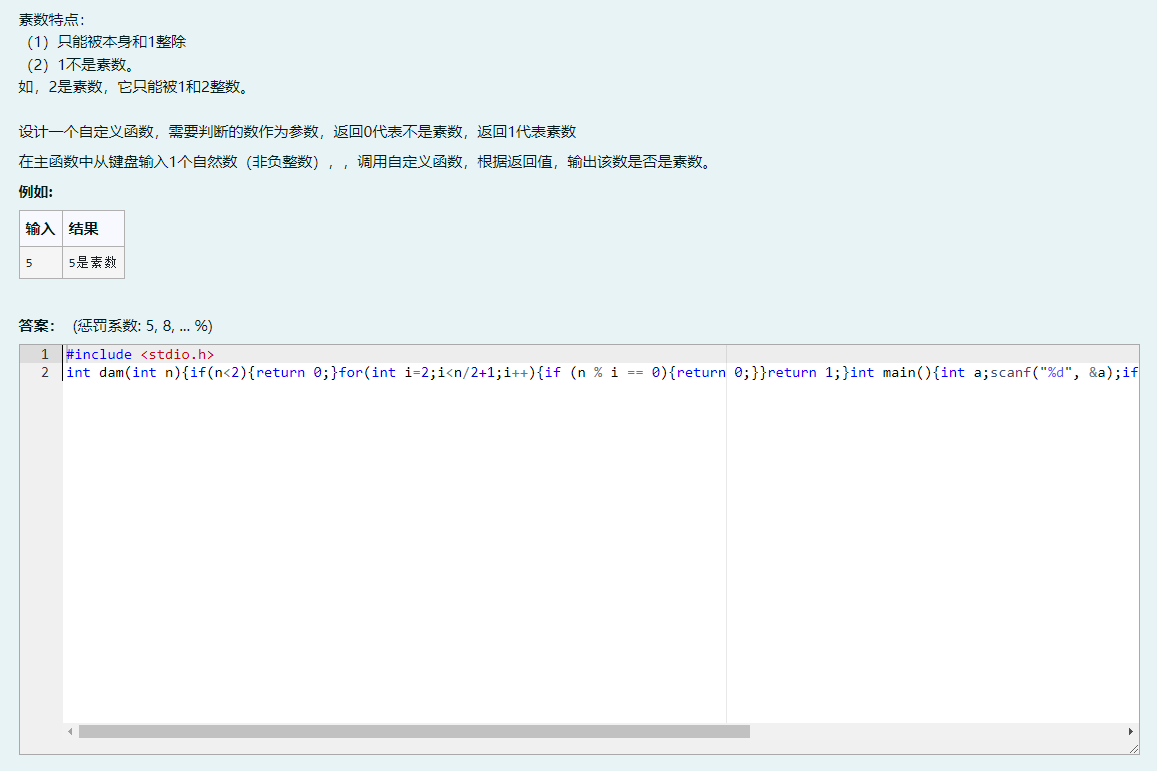 素数特点：
（1）只能被本身和1整除
（2）1不是素数。
如，2是素数，它只能被1和2整数。
设计一个自定义函数，需要判断的数作为参数，返回0代表不是素数，返回1代表素数
在主函数中从键盘输入1个自然数（非负整数），，调用自定义函数，根据返回值，输出该数是否是素数。
例如:
输入 结果
5 5是素数
答案： (惩罚系数: 5, 8, ... %)
1 #include <stdio.h>
2 int dam(int n){if(n<2){return 0;}for(int i=2;i<n/2+1;i++){if (n % i == 0){return 0;}}return 1;}int main(){int a;scanf("%d", &a);if